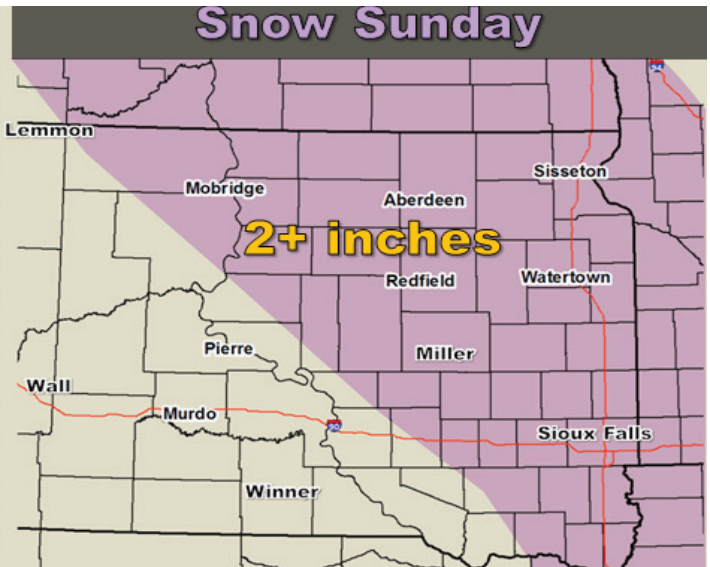 Snow Sunday
Lemmon
Sisseton
Mobridge
Aberdeen
2+ inches
Redfield
Watertown
Pierre
Miller
Wall
Murdo
Sioux Falls
Winner